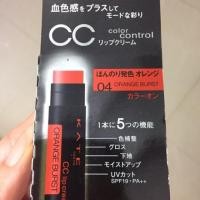 血色感をプラスして
モードな彩り
CC
color
control
リップクリーム
ほんのり発色 オレンジ
04 ORANGE BURST
カラーオン
1本に5つの機能
色補整
グロス
下地
モイストアップ
UVカット
SPF19・PA++
KATE
CC lip cream
ORANGE BURST